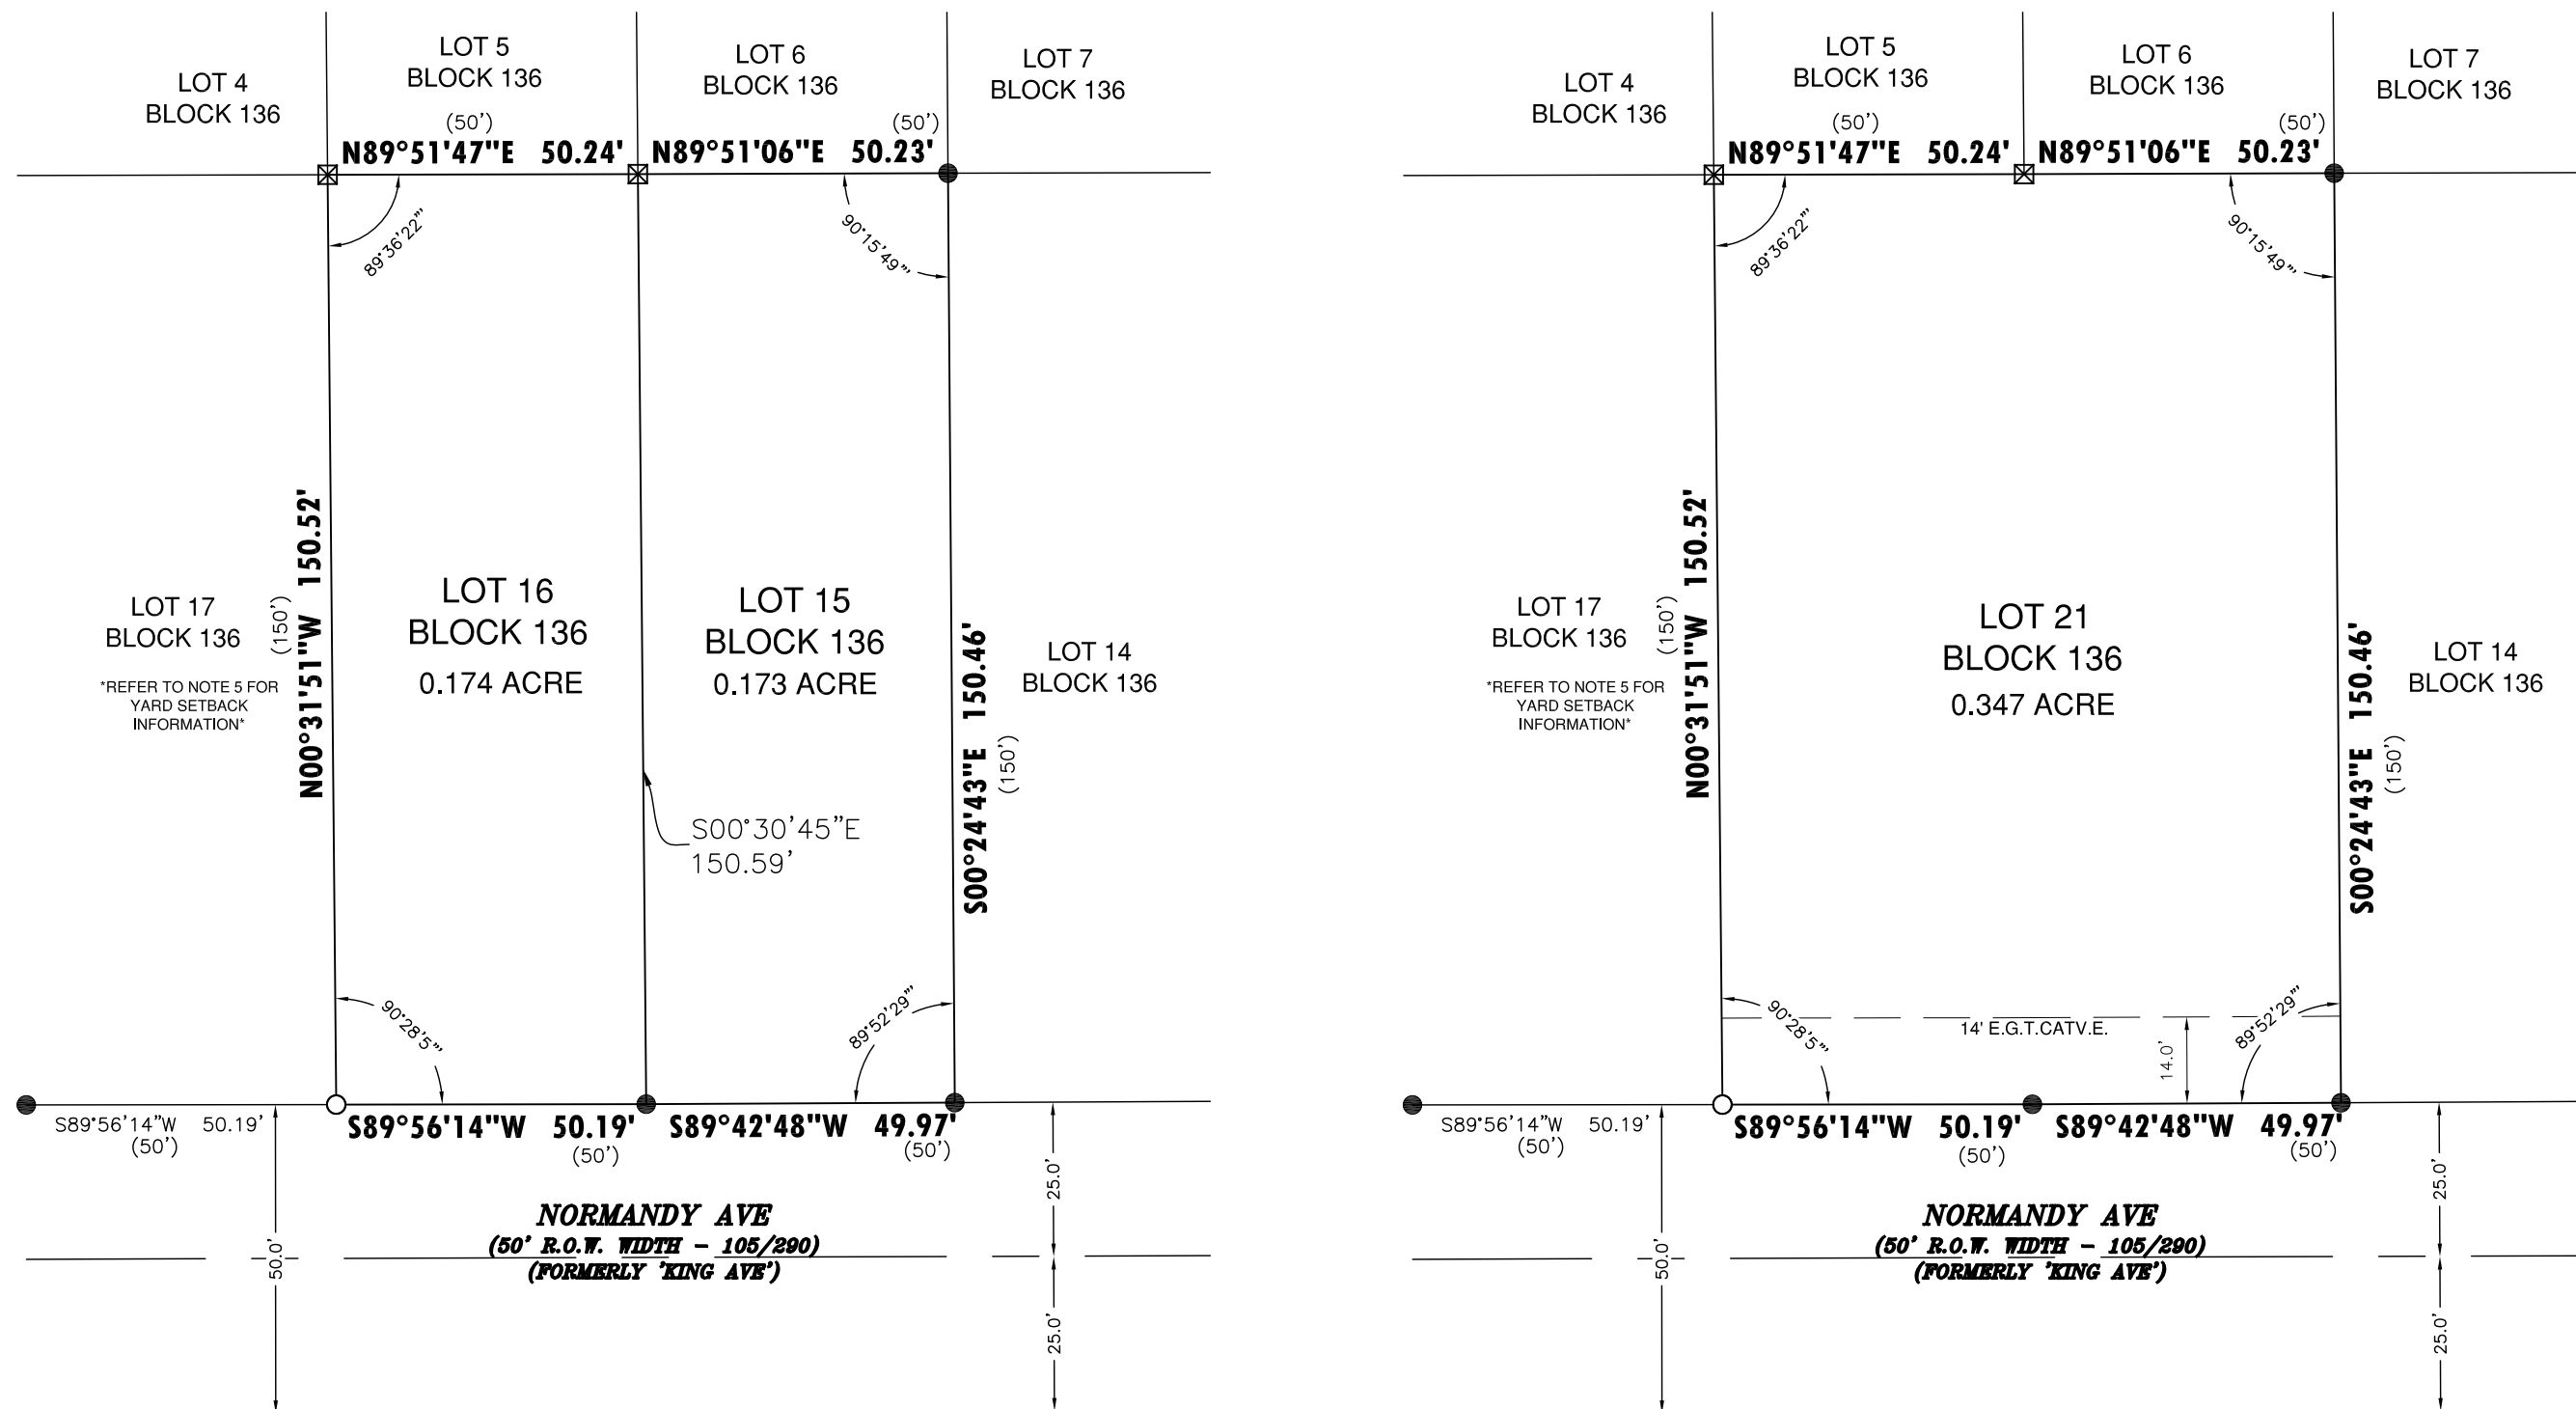 LOT 4
BLOCK 136
LOT 5
BLOCK 136
(50')
LOT 6
BLOCK 136
(50')
LOT 7
BLOCK 136
N89°51'47"E 50.24'
N89°51'06"E 50.23'
89°36'22"'
90°15'49"'
N00°31'51"W 150.52'
(150')
LOT 17
BLOCK 136
*REFER TO NOTE 5 FOR
YARD SETBACK
INFORMATION*
LOT 16
BLOCK 136
0.174 ACRE
LOT 15
BLOCK 136
0.173 ACRE
S00°24'43"E 150.46'
(150')
LOT 14
BLOCK 136
S00°30'45"E
150.59'
90°28'5"'
89°52'29"'
S89°56'14"W 50.19'
(50')
S89°56'14"W 50.19'
(50')
S89°42'48"W 49.97'
(50')
50.0'
25.0'
25.0'
NORMANDY AVE
(50' R.O.W. WIDTH - 105/290)
(FORMERLY 'KING AVE')
LOT 4
BLOCK 136
LOT 5
BLOCK 136
(50')
LOT 6
BLOCK 136
(50')
LOT 7
BLOCK 136
N89°51'47"E 50.24'
N89°51'06"E 50.23'
89°36'22"'
90°15'49"'
N00°31'51"W 150.52'
(150')
LOT 17
BLOCK 136
*REFER TO NOTE 5 FOR
YARD SETBACK
INFORMATION*
LOT 21
BLOCK 136
0.347 ACRE
S00°24'43"E 150.46'
(150')
LOT 14
BLOCK 136
90°28'5"'
14' E.G.T.CATV.E.
14.0'
89°52'29"'
S89°56'14"W 50.19'
(50')
S89°56'14"W 50.19'
(50')
S89°42'48"W 49.97'
(50')
50.0'
25.0'
25.0'
NORMANDY AVE
(50' R.O.W. WIDTH - 105/290)
(FORMERLY 'KING AVE')